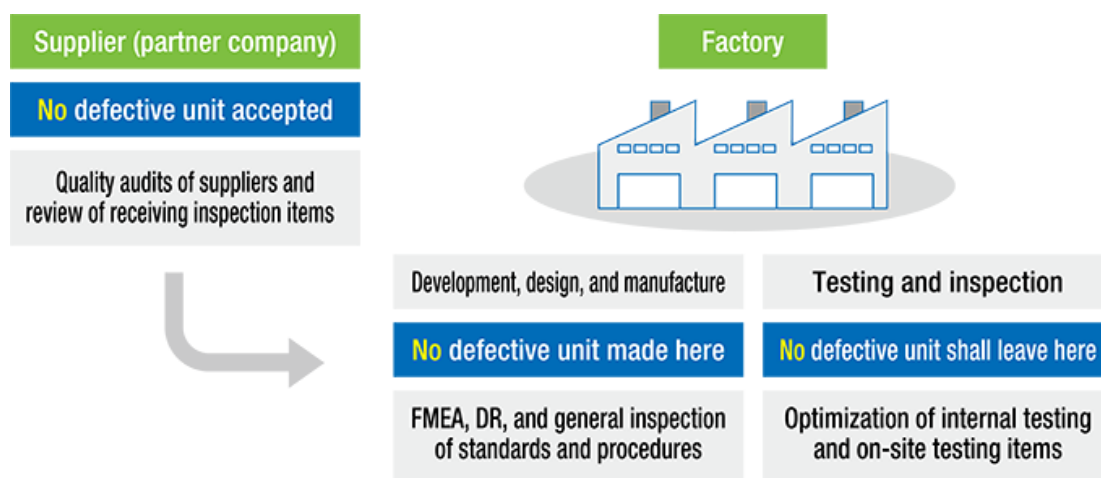 Supplier (partner company)
No defective unit accepted
Quality audits of suppliers and
review of receiving inspection items
Factory
Development, design, and manufacture
No defective unit made here
FMEA, DR, and general inspection
of standards and procedures
Testing and inspection
No defective unit shall leave here
Optimization of internal testing
and on-site testing items